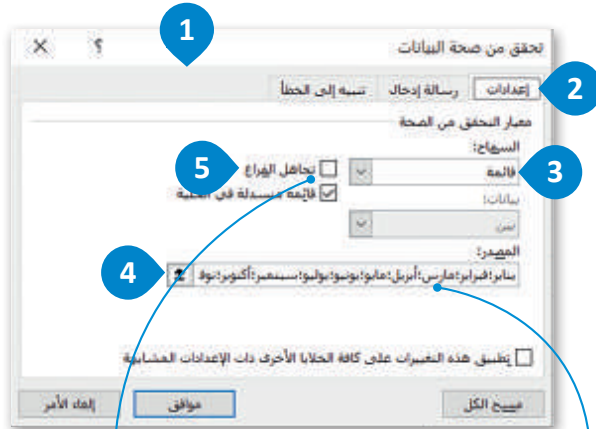 1
تحقق من صحة البيانات
؟
2
إعدادات
رسالة إدخال
تنبيه إلى الخطأ
معيار التحقق من الصحة
السماح:
3
قائمة
5
تجاهل الفراغ
قائمة منسدلة في الخلية
بيانات:
بين
المصدر:
4
يناير؛فبراير؛مارس؛أبريل؛مايو؛يونيو؛يوليو؛سبتمبر؛أكتوبر؛نوف
تطبيق هذه التغييرات على كافة الخلايا الأخرى ذات الإعدادات المشابهة
مسح الكل
موافق
إلغاء الأمر